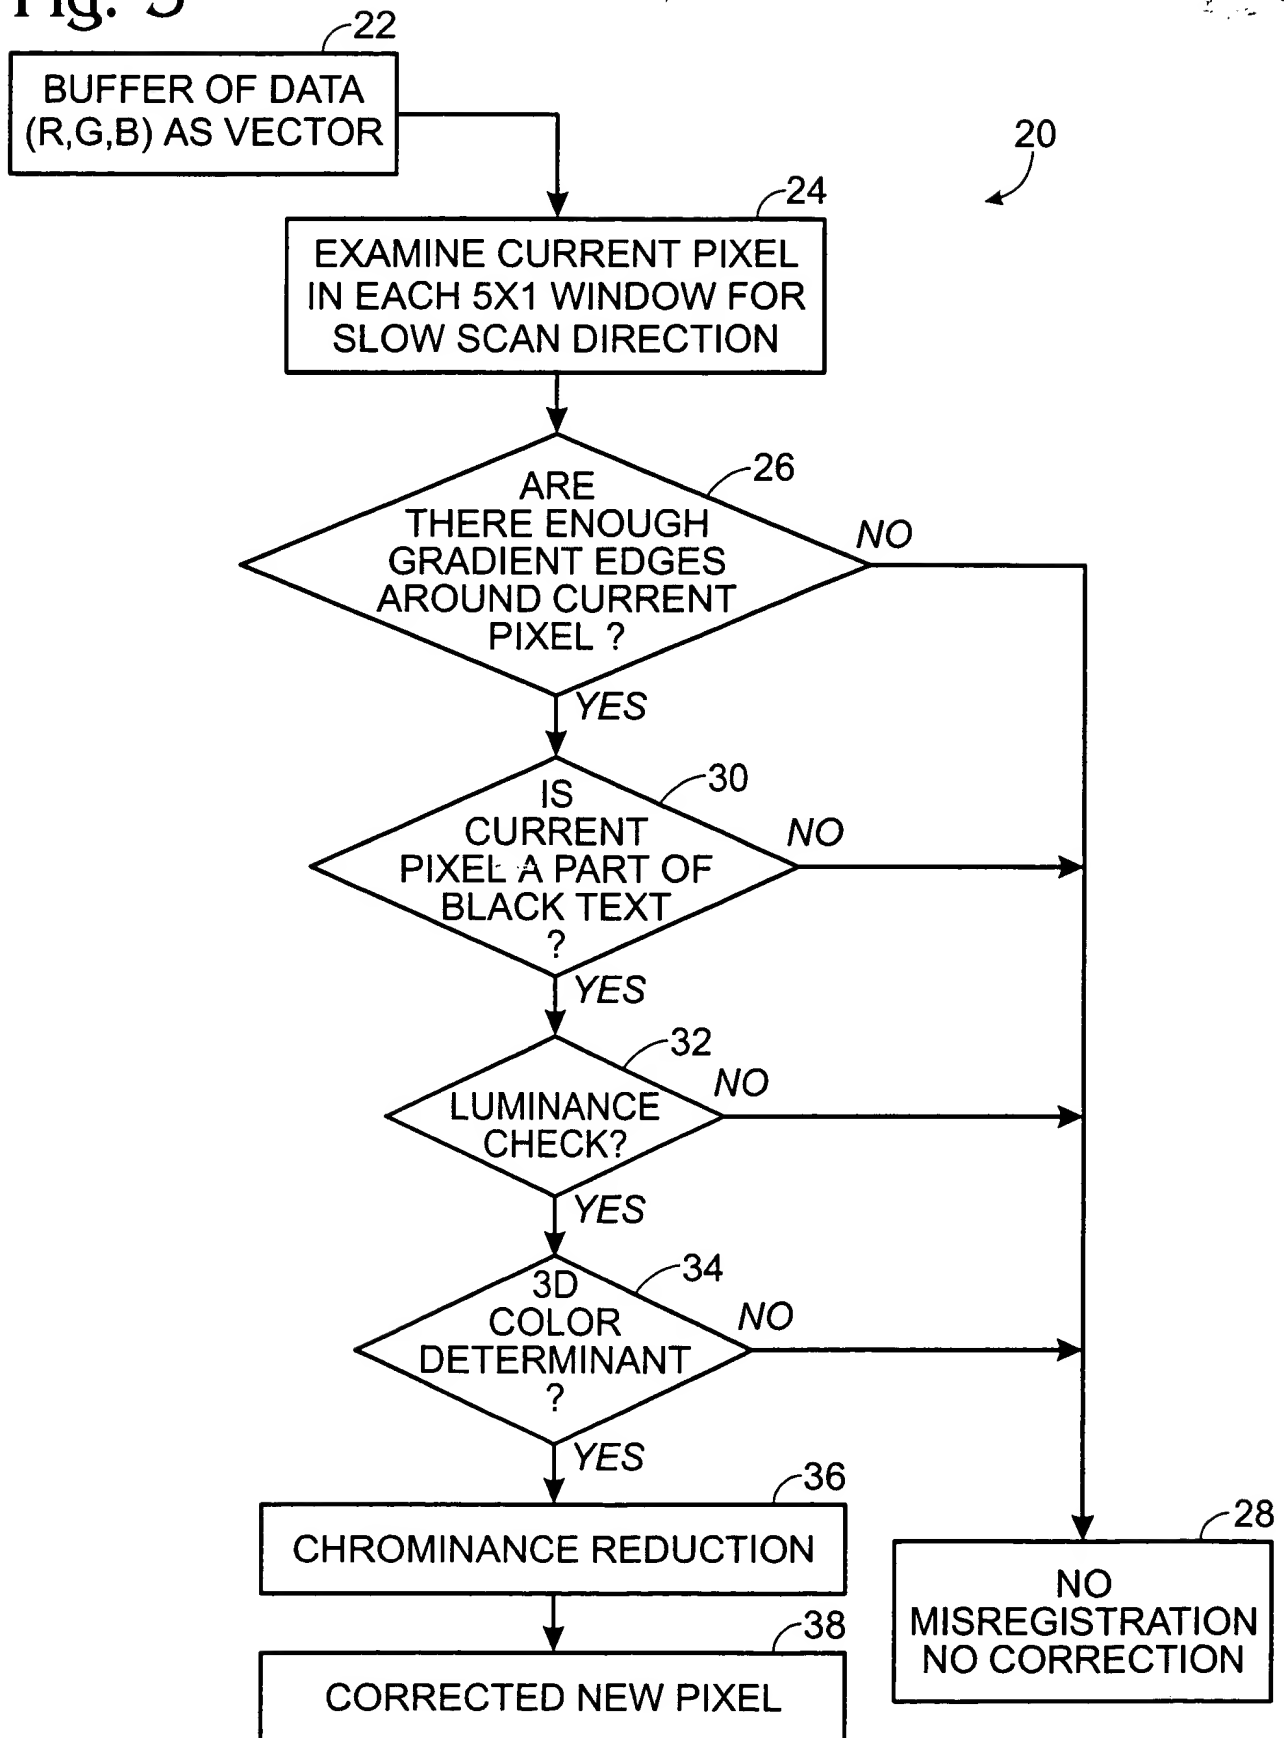 Fig. 3
22
BUFFER OF DATA
(R,G,B) AS VECTOR
20
24
EXAMINE CURRENT PIXEL
IN EACH 5X1 WINDOW FOR
SLOW SCAN DIRECTION
26
ARE
THERE ENOUGH
GRADIENT EDGES
AROUND CURRENT
PIXEL ?
NO
YES
30
IS
CURRENT
PIXEL A PART OF
BLACK TEXT
?
NO
YES
32
LUMINANCE
CHECK?
NO
YES
34
3D
COLOR
DETERMINANT
?
NO
YES
36
CHROMINANCE REDUCTION
28
NO
MISREGISTRATION
NO CORRECTION
38
CORRECTED NEW PIXEL